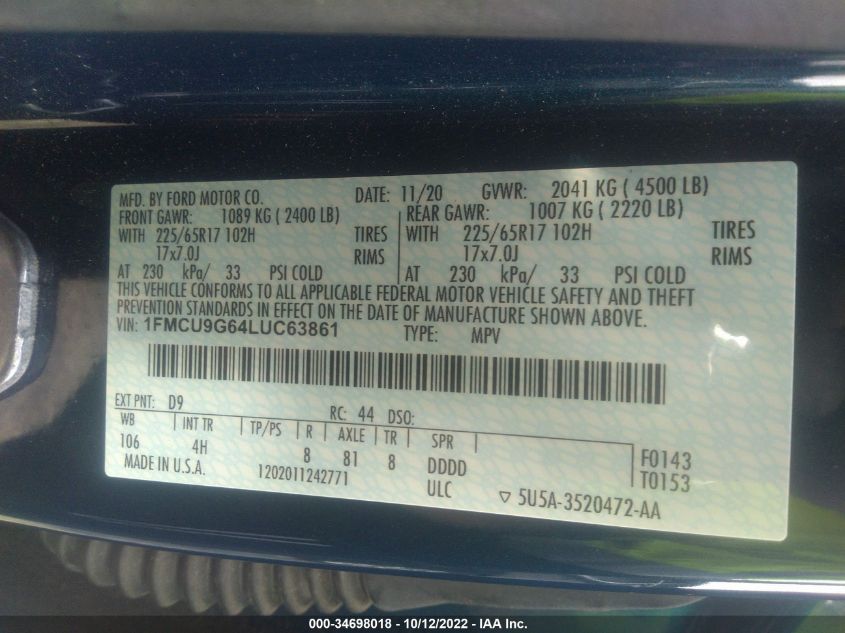 MFD. BY FORD MOTOR CO. DATE: 11/20 GVWR: 2041 KG ( 4500 LB)
FRONT GAWR: 1089 KG ( 2400 LB) REAR GAWR: 1007 KG ( 2220 LB)
WITH 225/65R17 102H TIRES WITH 225/65R17 102H TIRES
17x7.0J RIMS 17x7.0J RIMS
AT 230 kPa/ 33 PSI COLD AT 230 kPa/ 33 PSI COLD
THIS VEHICLE CONFORMS TO ALL APPLICABLE FEDERAL MOTOR VEHICLE SAFETY AND THEFT
PREVENTION STANDARDS IN EFFECT ON THE DATE OF MANUFACTURE SHOWN ABOVE.
VIN: 1FMCU9G64LUC63861 TYPE: MPV
EXT PNT: D9 RC: 44 DSO:
WB INT TR TP/PS R AXLE TR SPR
106 4H 8 81 8 DDDD F0143
MADE IN U.S.A. 1202011242771 ULC T0153
5U5A-3520472-AA
000-34698018 - 10/12/2022 - IAA Inc.